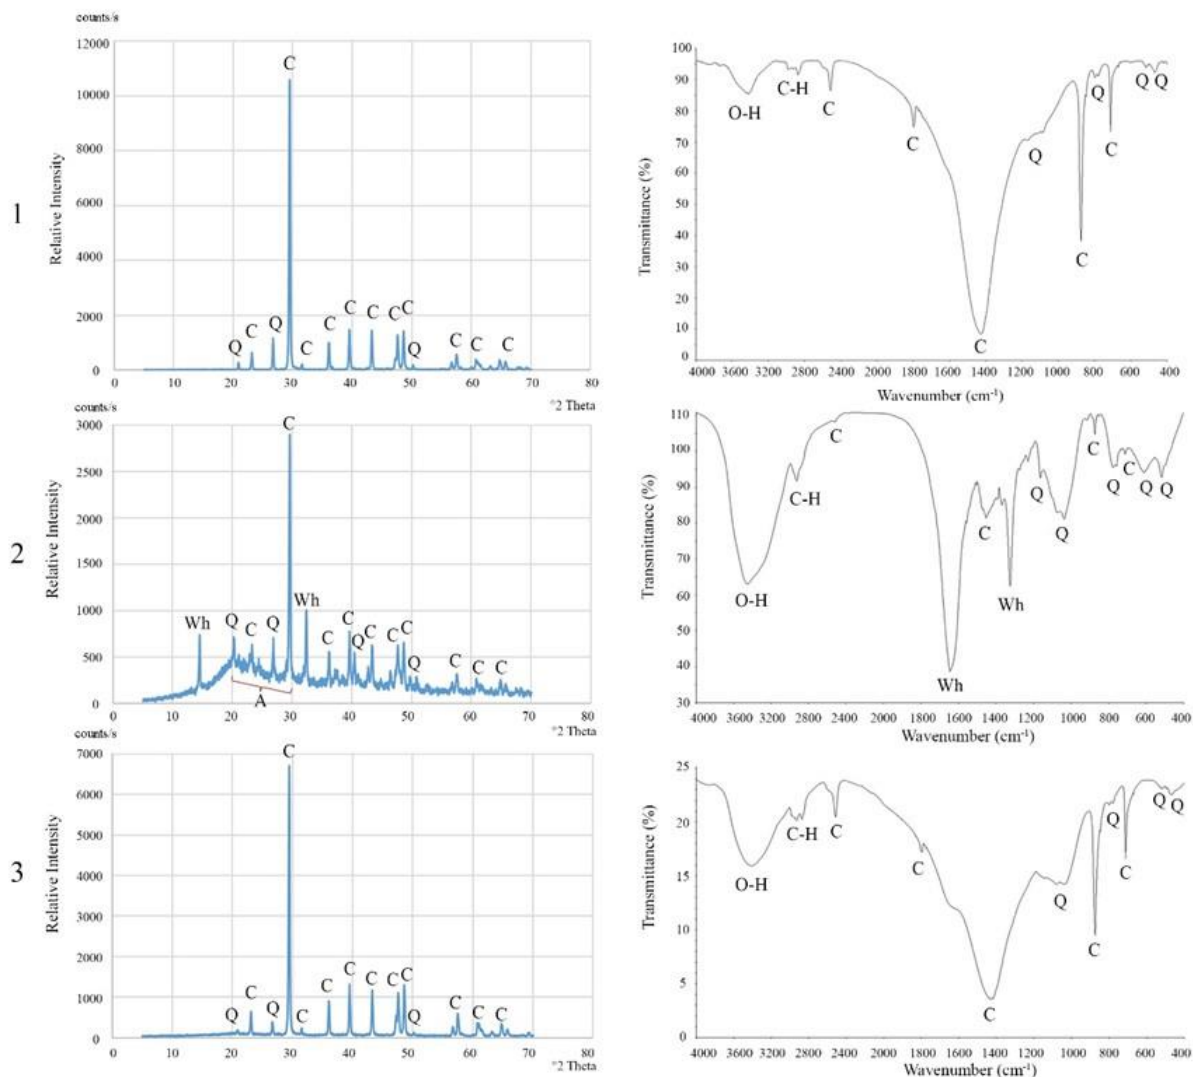 counts/s
12000
10000
8000
6000
4000
2000
0
Relative Intensity
1
C
Q C Q C C C C C C Q C C C
0 10 20 30 40 50 60 70 80
°2 Theta
100
90
80
70
60
50
40
30
20
10
0
Transmittance (%)
O-H C-H C C C Q C Q C Q Q
4000 3600 2800 2400 2000 1600 1200 800 600 400
Wavenumber (cm-1)
counts/s
3000
2500
2000
1500
1000
500
0
Relative Intensity
2
C
Wh Q C Q Wh C C Q C C C Q C C C
A
0 10 20 30 40 50 60 70 80
°2 Theta
110
100
90
80
70
60
50
40
30
Transmittance (%)
O-H C-H C Wh C Wh Q Q C Q C Q Q
4000 3600 3200 2800 2400 2000 1600 1400 1200 1000 800 600 400
Wavenumber (cm-1)
counts/s
7000
6000
5000
4000
3000
2000
1000
0
Relative Intensity
3
C
Q C Q C C C C C C Q C C C
0 10 20 30 40 50 60 70 80
°2 Theta
25
20
15
10
5
0
Transmittance (%)
O-H C-H C C C Q C Q C Q Q
4000 3600 3200 2800 2400 2000 1600 1400 1200 1000 800 600 400
Wavenumber (cm-1)